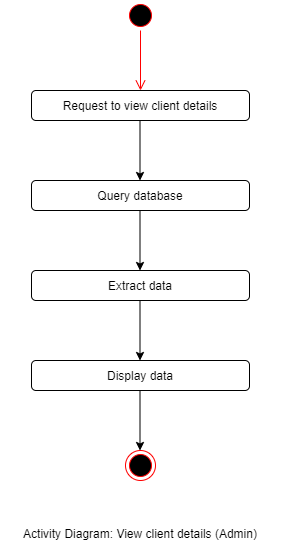 Request to view client details
Query database
Extract data
Display data
Activity Diagram: View client details (Admin)